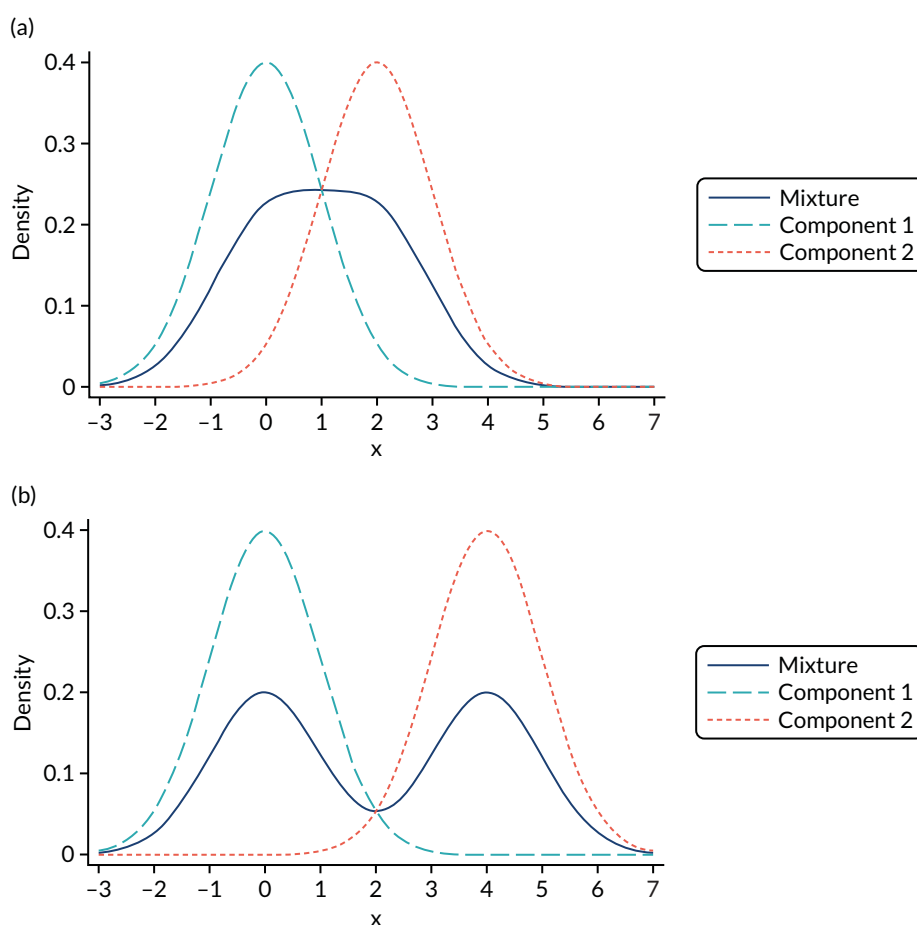 (a)
0.4
0.3
0.2
0.1
0
Density
–3 –2 –1 0 1 2 3 4 5 6 7
x
Mixture
Component 1
Component 2
(b)
0.4
0.3
0.2
0.1
0
Density
–3 –2 –1 0 1 2 3 4 5 6 7
x
Mixture
Component 1
Component 2